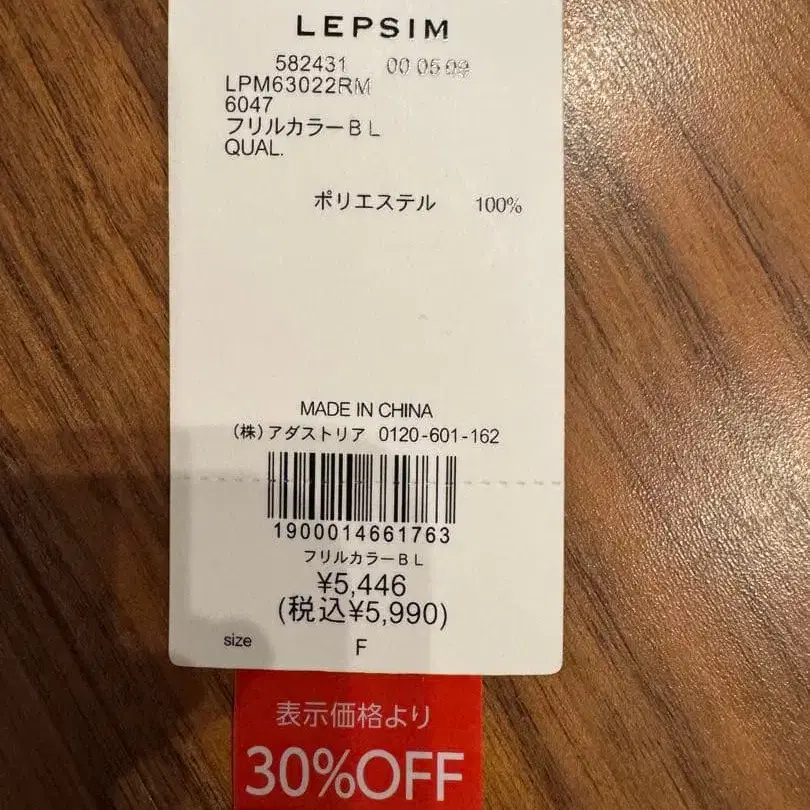 LEPSIM
582431 00 05 09
LPM63022RM
6047
フリルカラーＢＬ
QUAL.
ポリエステル 100%
MADE IN CHINA
(株)アダストリア 0120-601-162
1900014661763
フリルカラーＢＬ
¥5,446
(税込¥5,990)
size F
表示価格より
30%OFF